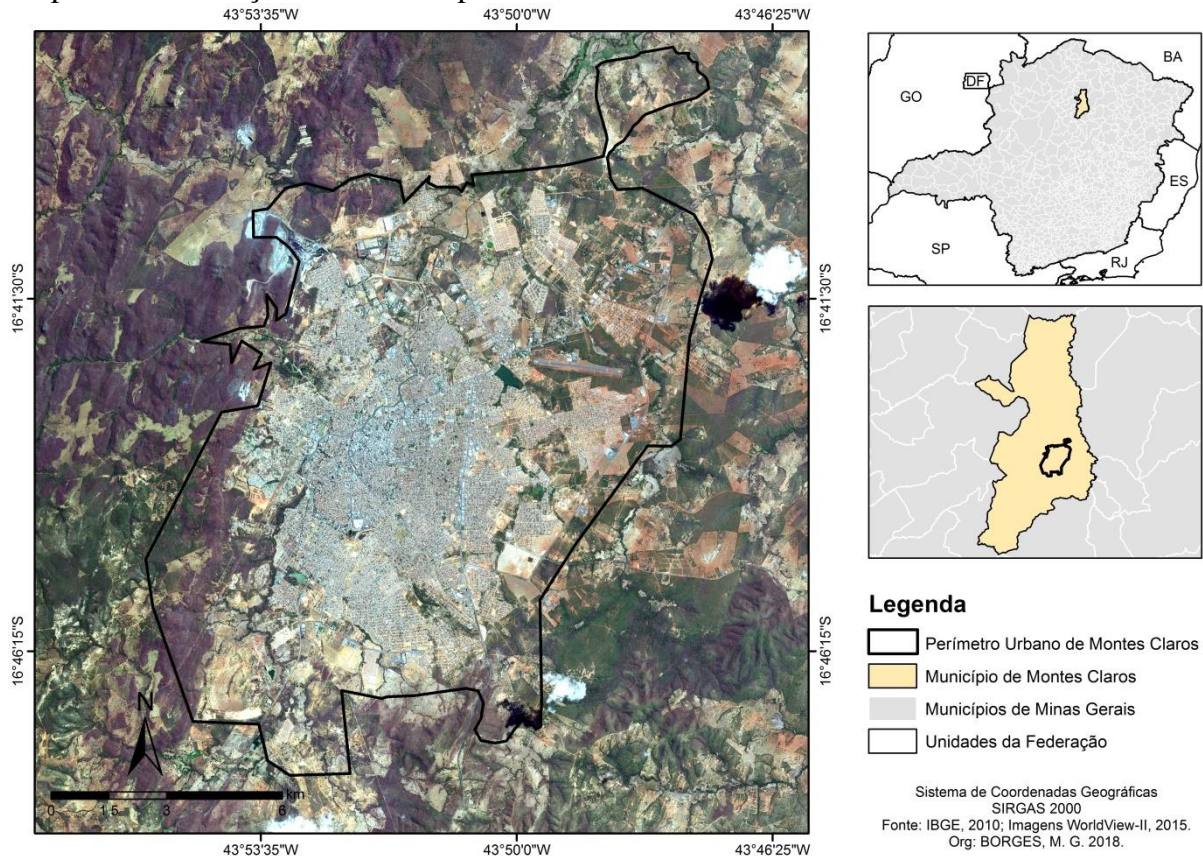 43°53'35"W 43°50'0"W 43°46'25"W
16°41'30"S 16°41'30"S
16°46'15"S 16°46'15"S
N
km
0 1,5 3 6
43°53'35"W 43°50'0"W 43°46'25"W
BA
DF
GO
ES
SP
RJ
Legenda
Perímetro Urbano de Montes Claros
Município de Montes Claros
Municípios de Minas Gerais
Unidades da Federação
Sistema de Coordenadas Geográficas
SIRGAS 2000
Fonte: IBGE, 2010; Imagens WorldView-II, 2015.
Org: BORGES, M. G. 2018.